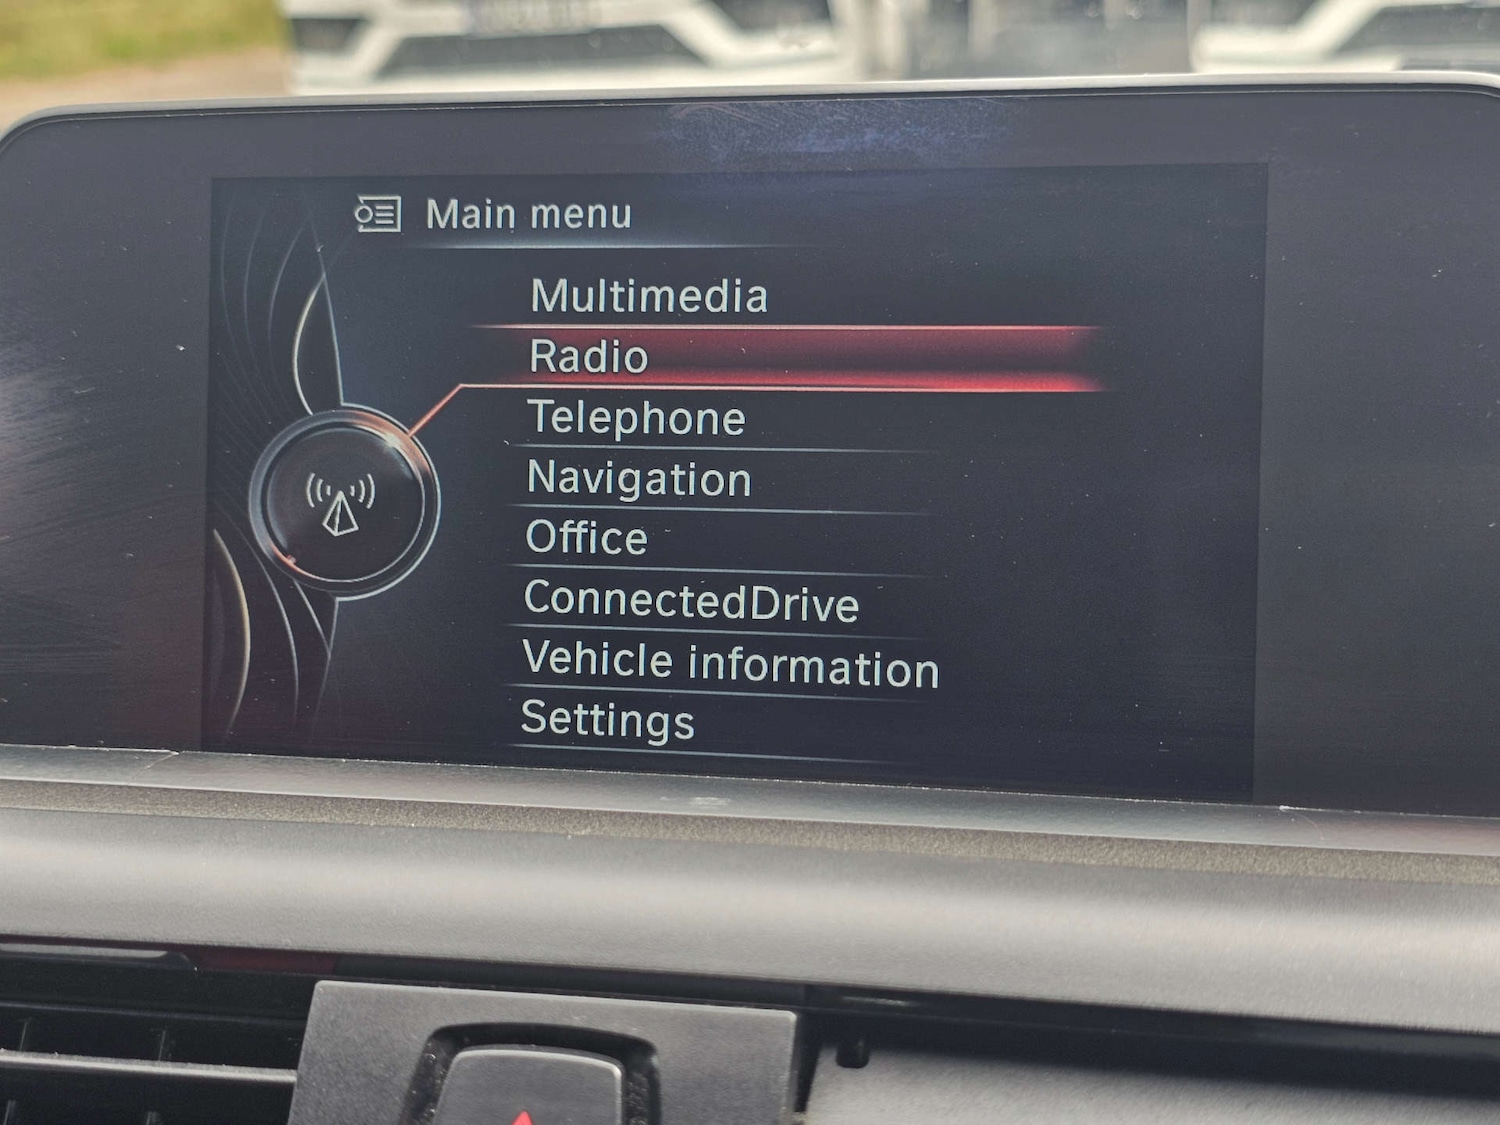 Main menu
Multimedia
Radio
Telephone
Navigation
Office
ConnectedDrive
Vehicle information
Settings